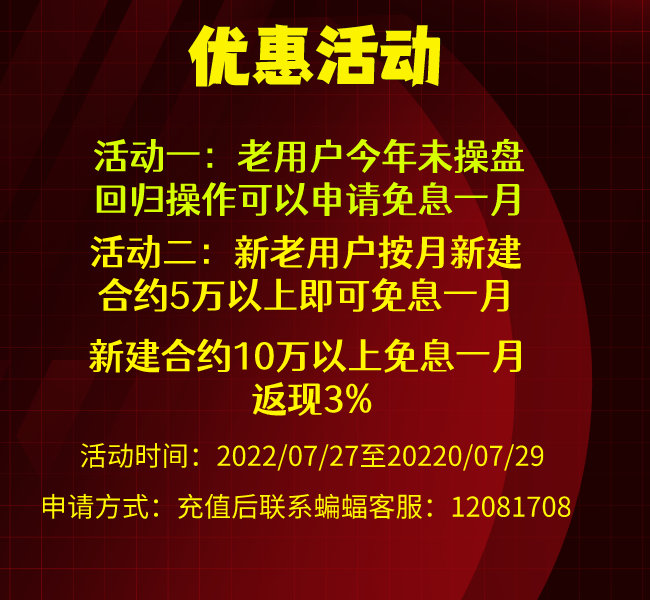 优惠活动
活动一：老用户今年未操盘
回归操作可以申请免息一月
活动二：新老用户按月新建
合约5万以上即可免息一月
新建合约10万以上免息一月
返现3%
活动时间：2022/07/27至20220/07/29
申请方式：充值后联系蝙蝠客服：12081708